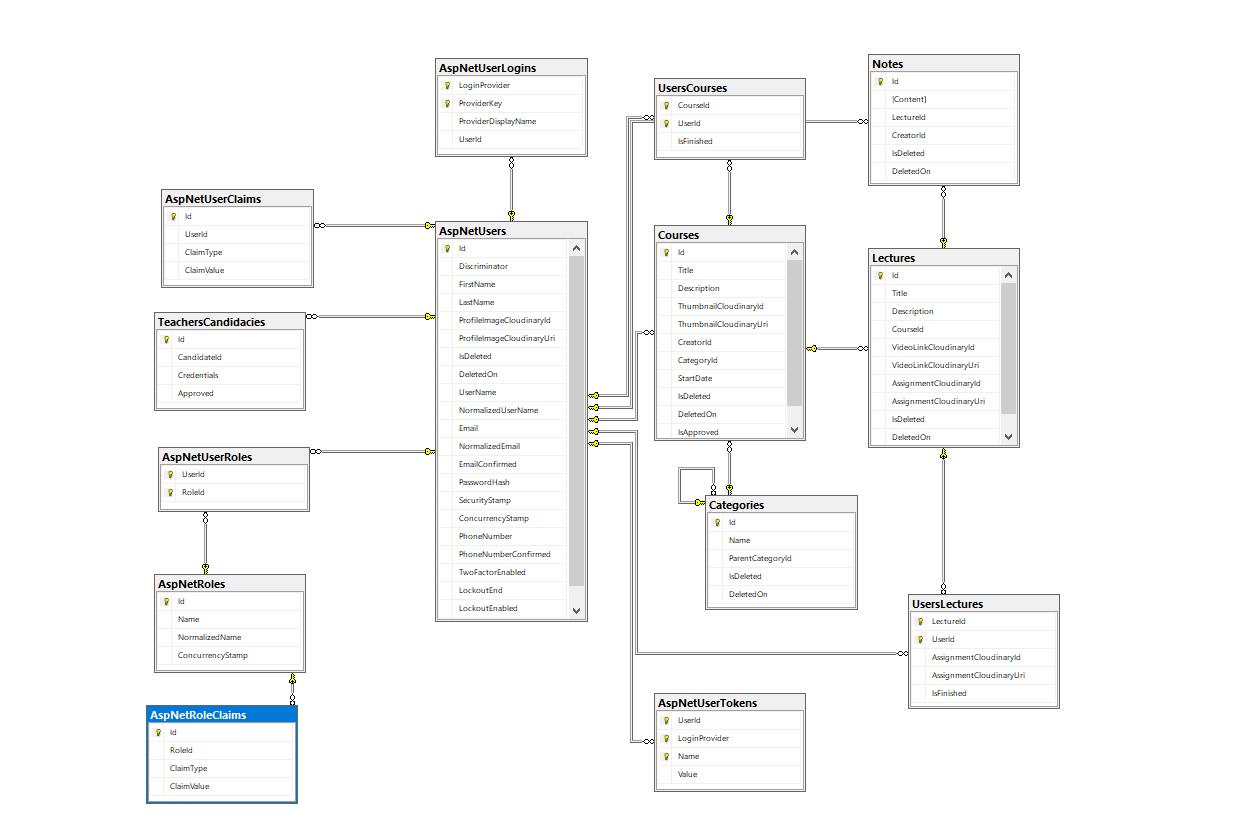 AspNetUserLogins
LoginProvider
ProviderKey
ProviderDisplayName
UserId
UsersCourses
CourseId
UserId
IsFinished
Notes
Id
[Content]
LectureId
CreatorId
IsDeleted
DeletedOn
AspNetUserClaims
Id
UserId
ClaimType
ClaimValue
AspNetUsers
Id
Discriminator
FirstName
LastName
ProfileImageCloudinaryId
ProfileImageCloudinaryUri
IsDeleted
DeletedOn
UserName
NormalizedUserName
Email
NormalizedEmail
EmailConfirmed
PasswordHash
SecurityStamp
ConcurrencyStamp
PhoneNumber
PhoneNumberConfirmed
TwoFactorEnabled
LockoutEnd
LockoutEnabled
Courses
Id
Title
Description
ThumbnailCloudinaryId
ThumbnailCloudinaryUri
CreatorId
CategoryId
StartDate
IsDeleted
DeletedOn
IsApproved
Lectures
Id
Title
Description
CourseId
VideoLinkCloudinaryId
VideoLinkCloudinaryUri
AssignmentCloudinaryId
AssignmentCloudinaryUri
IsDeleted
DeletedOn
TeachersCandidacies
Id
CandidateId
Credentials
Approved
AspNetUserRoles
UserId
RoleId
Categories
Id
Name
ParentCategoryId
IsDeleted
DeletedOn
AspNetRoles
Id
Name
NormalizedName
ConcurrencyStamp
UsersLectures
LectureId
UserId
AssignmentCloudinaryId
AssignmentCloudinaryUri
IsFinished
AspNetRoleClaims
Id
RoleId
ClaimType
ClaimValue
AspNetUserTokens
UserId
LoginProvider
Name
Value